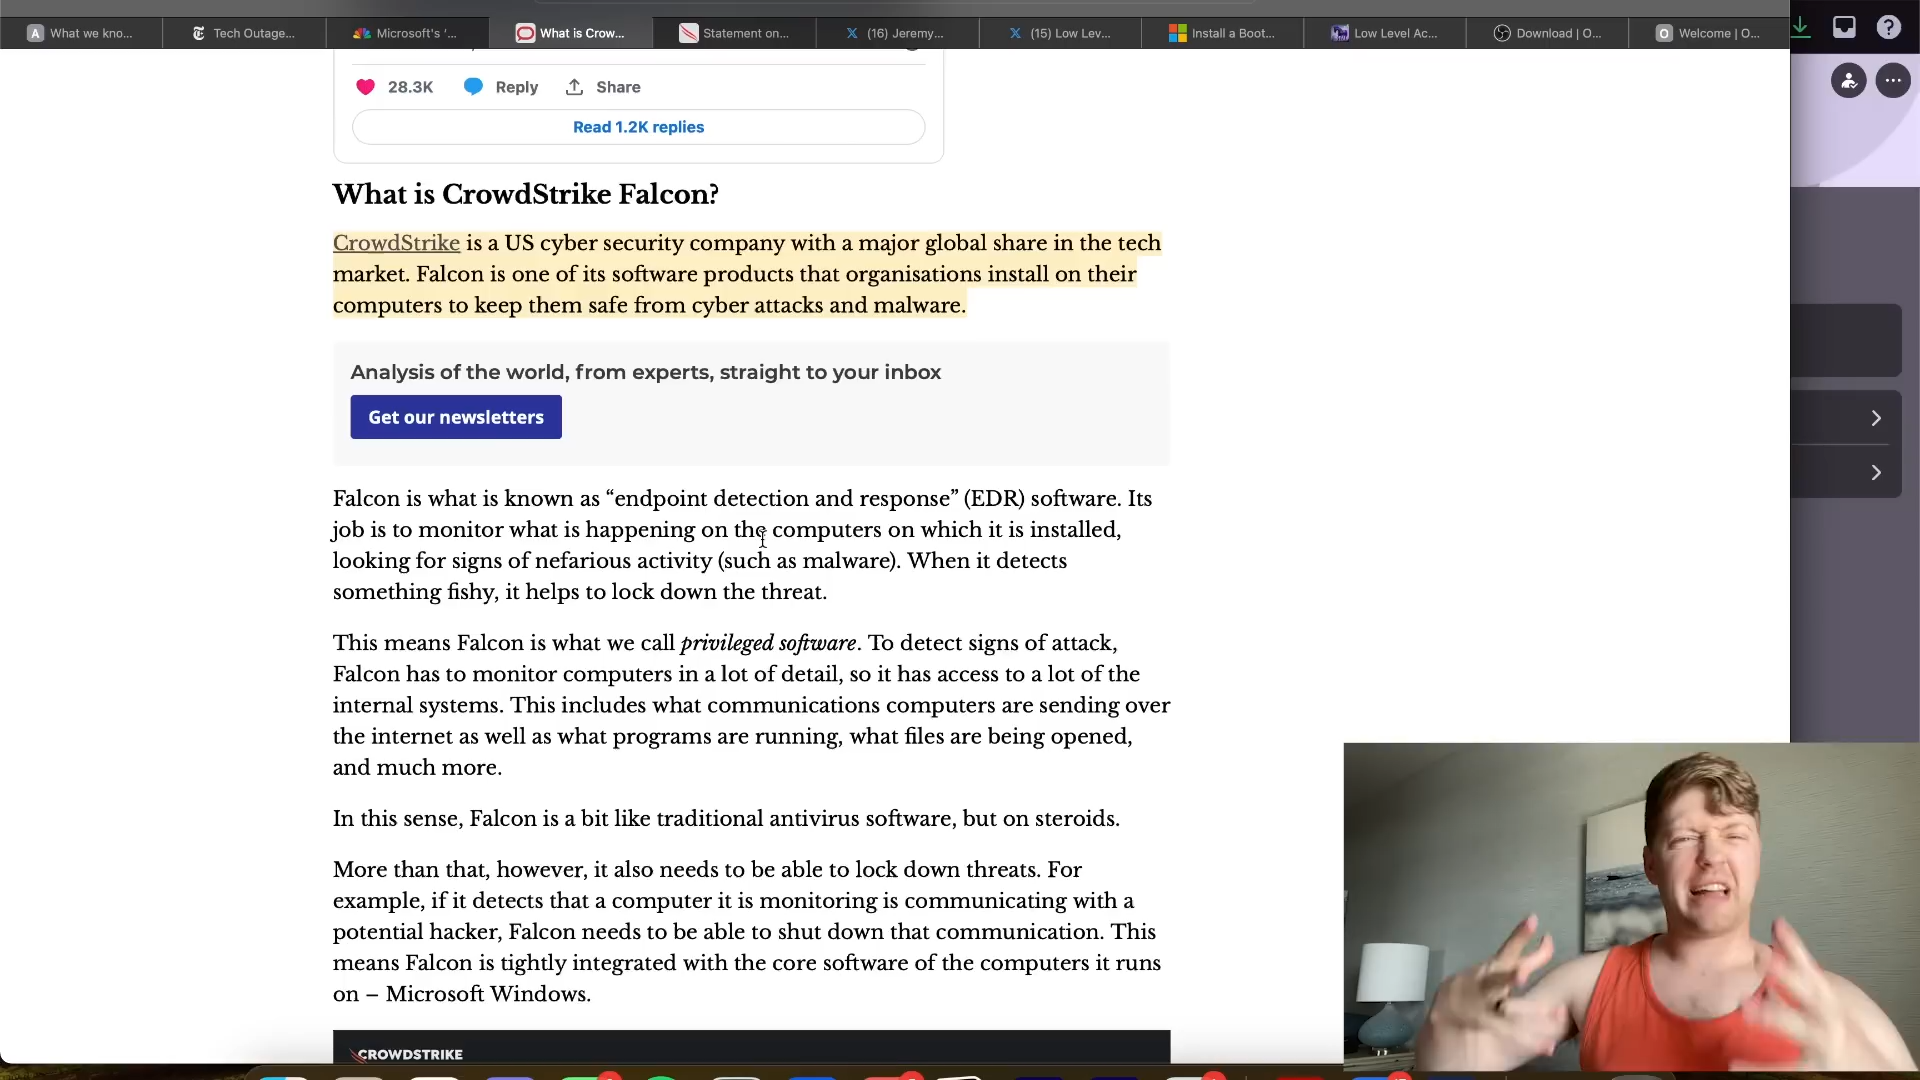 What we kno...
Tech Outage...
Microsoft's '...
What is Crow...
Statement on...
(16) Jeremy...
(15) Low Lev...
Install a Boot...
Low Level Ac...
Download | O...
Welcome | O...
28.3K Reply Share
Read 1.2K replies
What is CrowdStrike Falcon?
CrowdStrike is a US cyber security company with a major global share in the tech
market. Falcon is one of its software products that organisations install on their
computers to keep them safe from cyber attacks and malware.
Analysis of the world, from experts, straight to your inbox
Get our newsletters
Falcon is what is known as “endpoint detection and response” (EDR) software. Its
job is to monitor what is happening on the computers on which it is installed,
looking for signs of nefarious activity (such as malware). When it detects
something fishy, it helps to lock down the threat.
This means Falcon is what we call privileged software. To detect signs of attack,
Falcon has to monitor computers in a lot of detail, so it has access to a lot of the
internal systems. This includes what communications computers are sending over
the internet as well as what programs are running, what files are being opened,
and much more.
In this sense, Falcon is a bit like traditional antivirus software, but on steroids.
More than that, however, it also needs to be able to lock down threats. For
example, if it detects that a computer it is monitoring is communicating with a
potential hacker, Falcon needs to be able to shut down that communication. This
means Falcon is tightly integrated with the core software of the computers it runs
on – Microsoft Windows.
CROWDSTRIKE